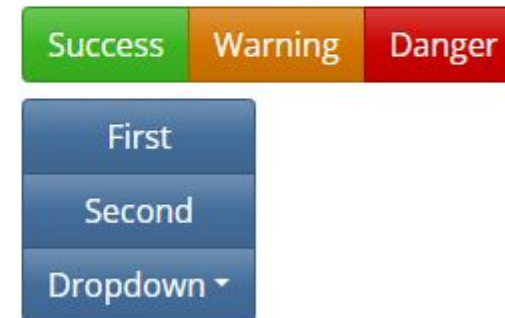 Success Warning Danger
First
Second
Dropdown